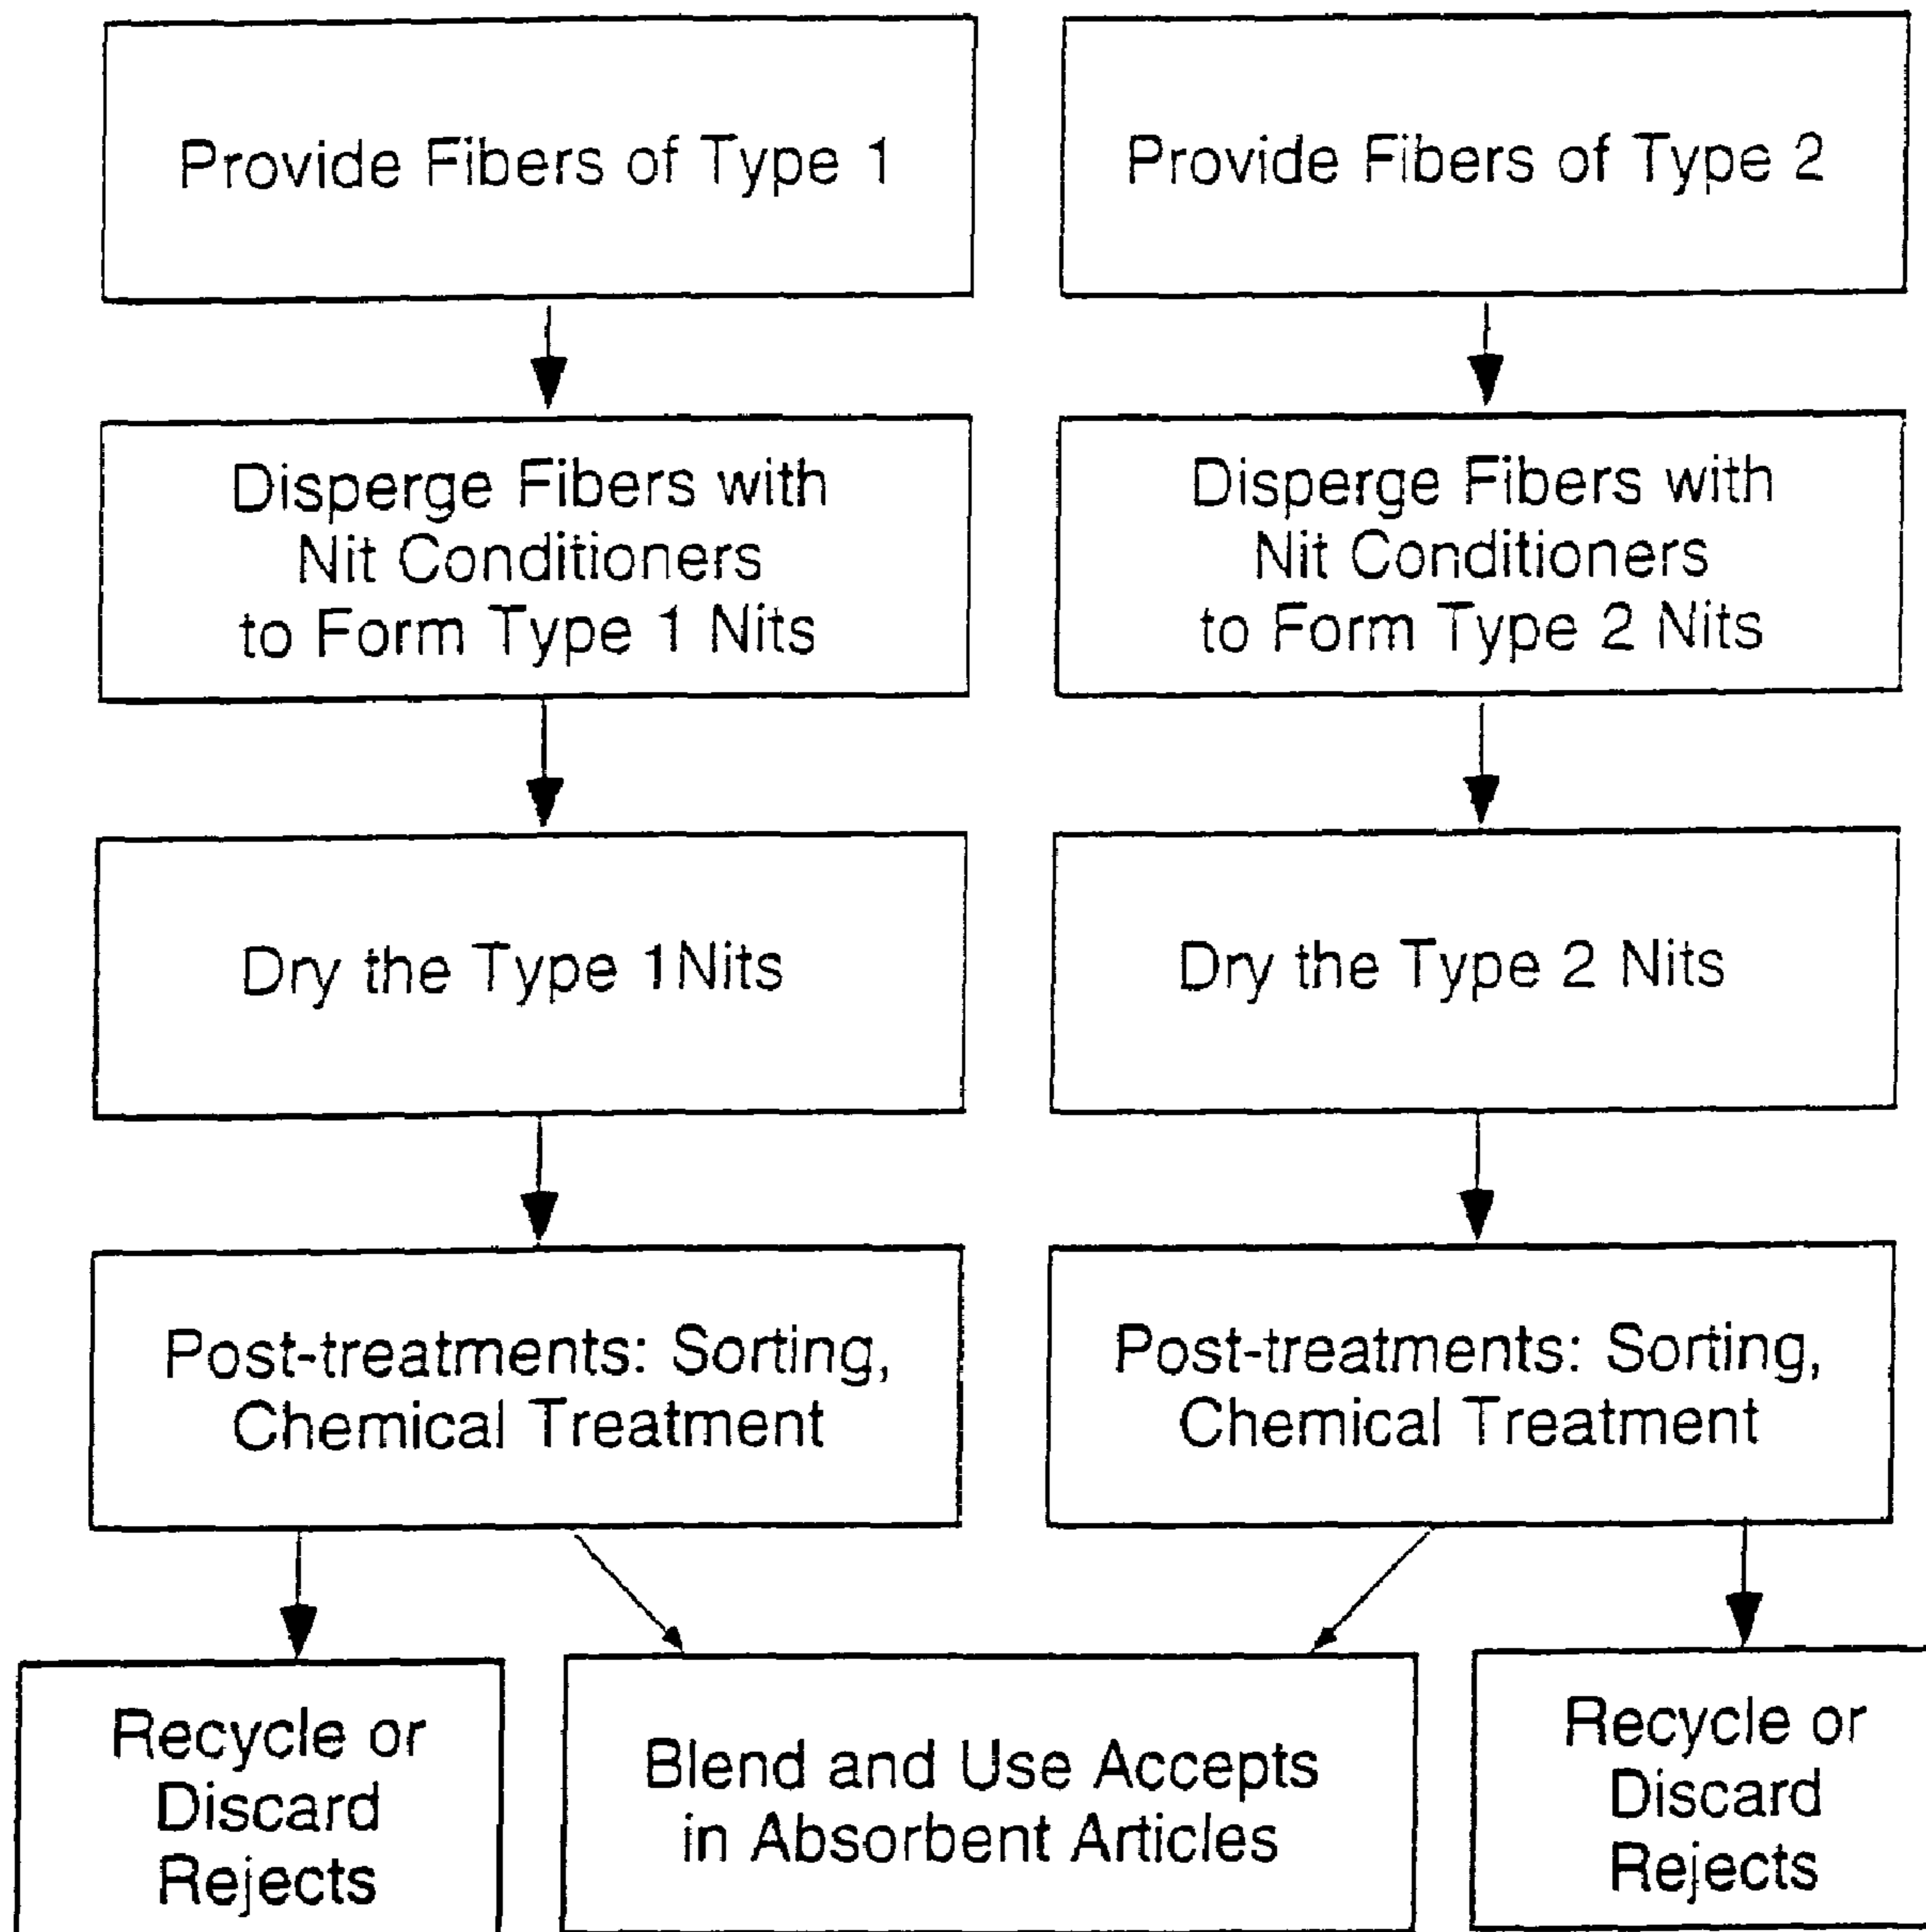 Provide Fibers of Type 1
Provide Fibers of Type 2
Disperge Fibers with
Nit Conditioners
to Form Type 1 Nits
Disperge Fibers with
Nit Conditioners
to Form Type 2 Nits
Dry the Type 1Nits
Dry the Type 2 Nits
Post-treatments: Sorting,
Chemical Treatment
Post-treatments: Sorting,
Chemical Treatment
Recycle or
Discard
Rejects
Blend and Use Accepts
in Absorbent Articles
Recycle or
Discard
Rejects